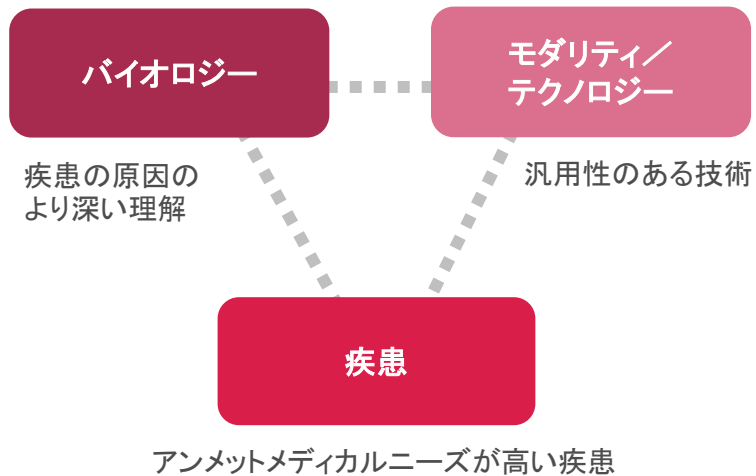 バイオロジー
モダリティ／
テクノロジー
疾患の原因の
より深い理解
汎用性のある技術
疾患
アンメットメディカルニーズが高い疾患